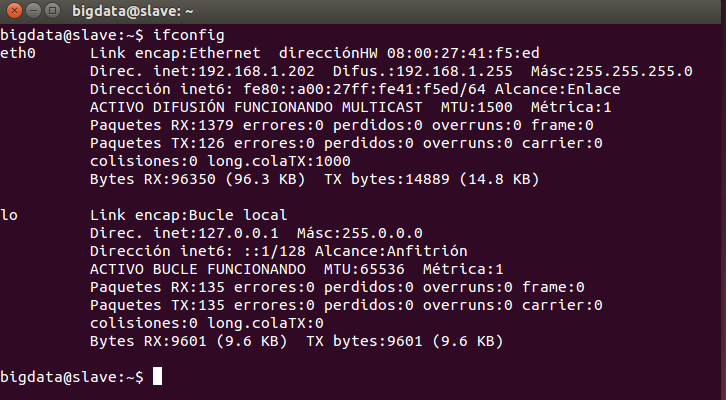 bigdata@slave: ~
bigdata@slave:~$ ifconfig
eth0      Link encap:Ethernet  direcciónHW 08:00:27:41:f5:ed
          Direc. inet:192.168.1.202  Difus.:192.168.1.255  Másc:255.255.255.0
          Dirección inet6: fe80::a00:27ff:fe41:f5ed/64 Alcance:Enlace
          ACTIVO DIFUSIÓN FUNCIONANDO MULTICAST  MTU:1500  Métrica:1
          Paquetes RX:1379 errores:0 perdidos:0 overruns:0 frame:0
          Paquetes TX:126 errores:0 perdidos:0 overruns:0 carrier:0
          colisiones:0 long.colaTX:1000
          Bytes RX:96350 (96.3 KB)  TX bytes:14889 (14.8 KB)

lo        Link encap:Bucle local
          Direc. inet:127.0.0.1  Másc:255.0.0.0
          Dirección inet6: ::1/128 Alcance:Anfitrión
          ACTIVO BUCLE FUNCIONANDO  MTU:65536  Métrica:1
          Paquetes RX:135 errores:0 perdidos:0 overruns:0 frame:0
          Paquetes TX:135 errores:0 perdidos:0 overruns:0 carrier:0
          colisiones:0 long.colaTX:0
          Bytes RX:9601 (9.6 KB)  TX bytes:9601 (9.6 KB)

bigdata@slave:~$